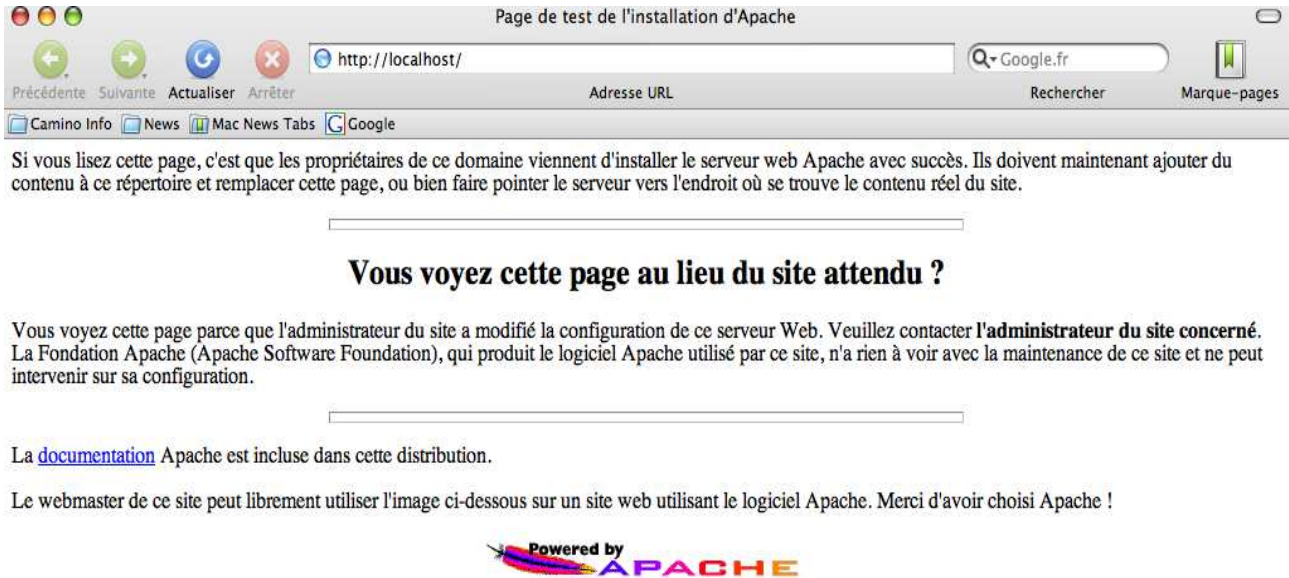 Page de test de l'installation d'Apache
http://localhost/
Google.fr
Précédente Suivante Actualiser Arrêter Adresse URL Rechercher Marque-pages
Camino Info News Mac News Tabs G Google
Si vous lisez cette page, c'est que les propriétaires de ce domaine viennent d'installer le serveur web Apache avec succès. Ils doivent maintenant ajouter du
contenu à ce répertoire et remplacer cette page, ou bien faire pointer le serveur vers l'endroit où se trouve le contenu réel du site.
Vous voyez cette page au lieu du site attendu ?
Vous voyez cette page parce que l'administrateur du site a modifié la configuration de ce serveur Web. Veuillez contacter l'administrateur du site concerné.
La Fondation Apache (Apache Software Foundation), qui produit le logiciel Apache utilisé par ce site, n'a rien à voir avec la maintenance de ce site et ne peut
intervenir sur sa configuration.
La documentation Apache est incluse dans cette distribution.
Le webmaster de ce site peut librement utiliser l'image ci-dessous sur un site web utilisant le logiciel Apache. Merci d'avoir choisi Apache !
Powered by
APACHE